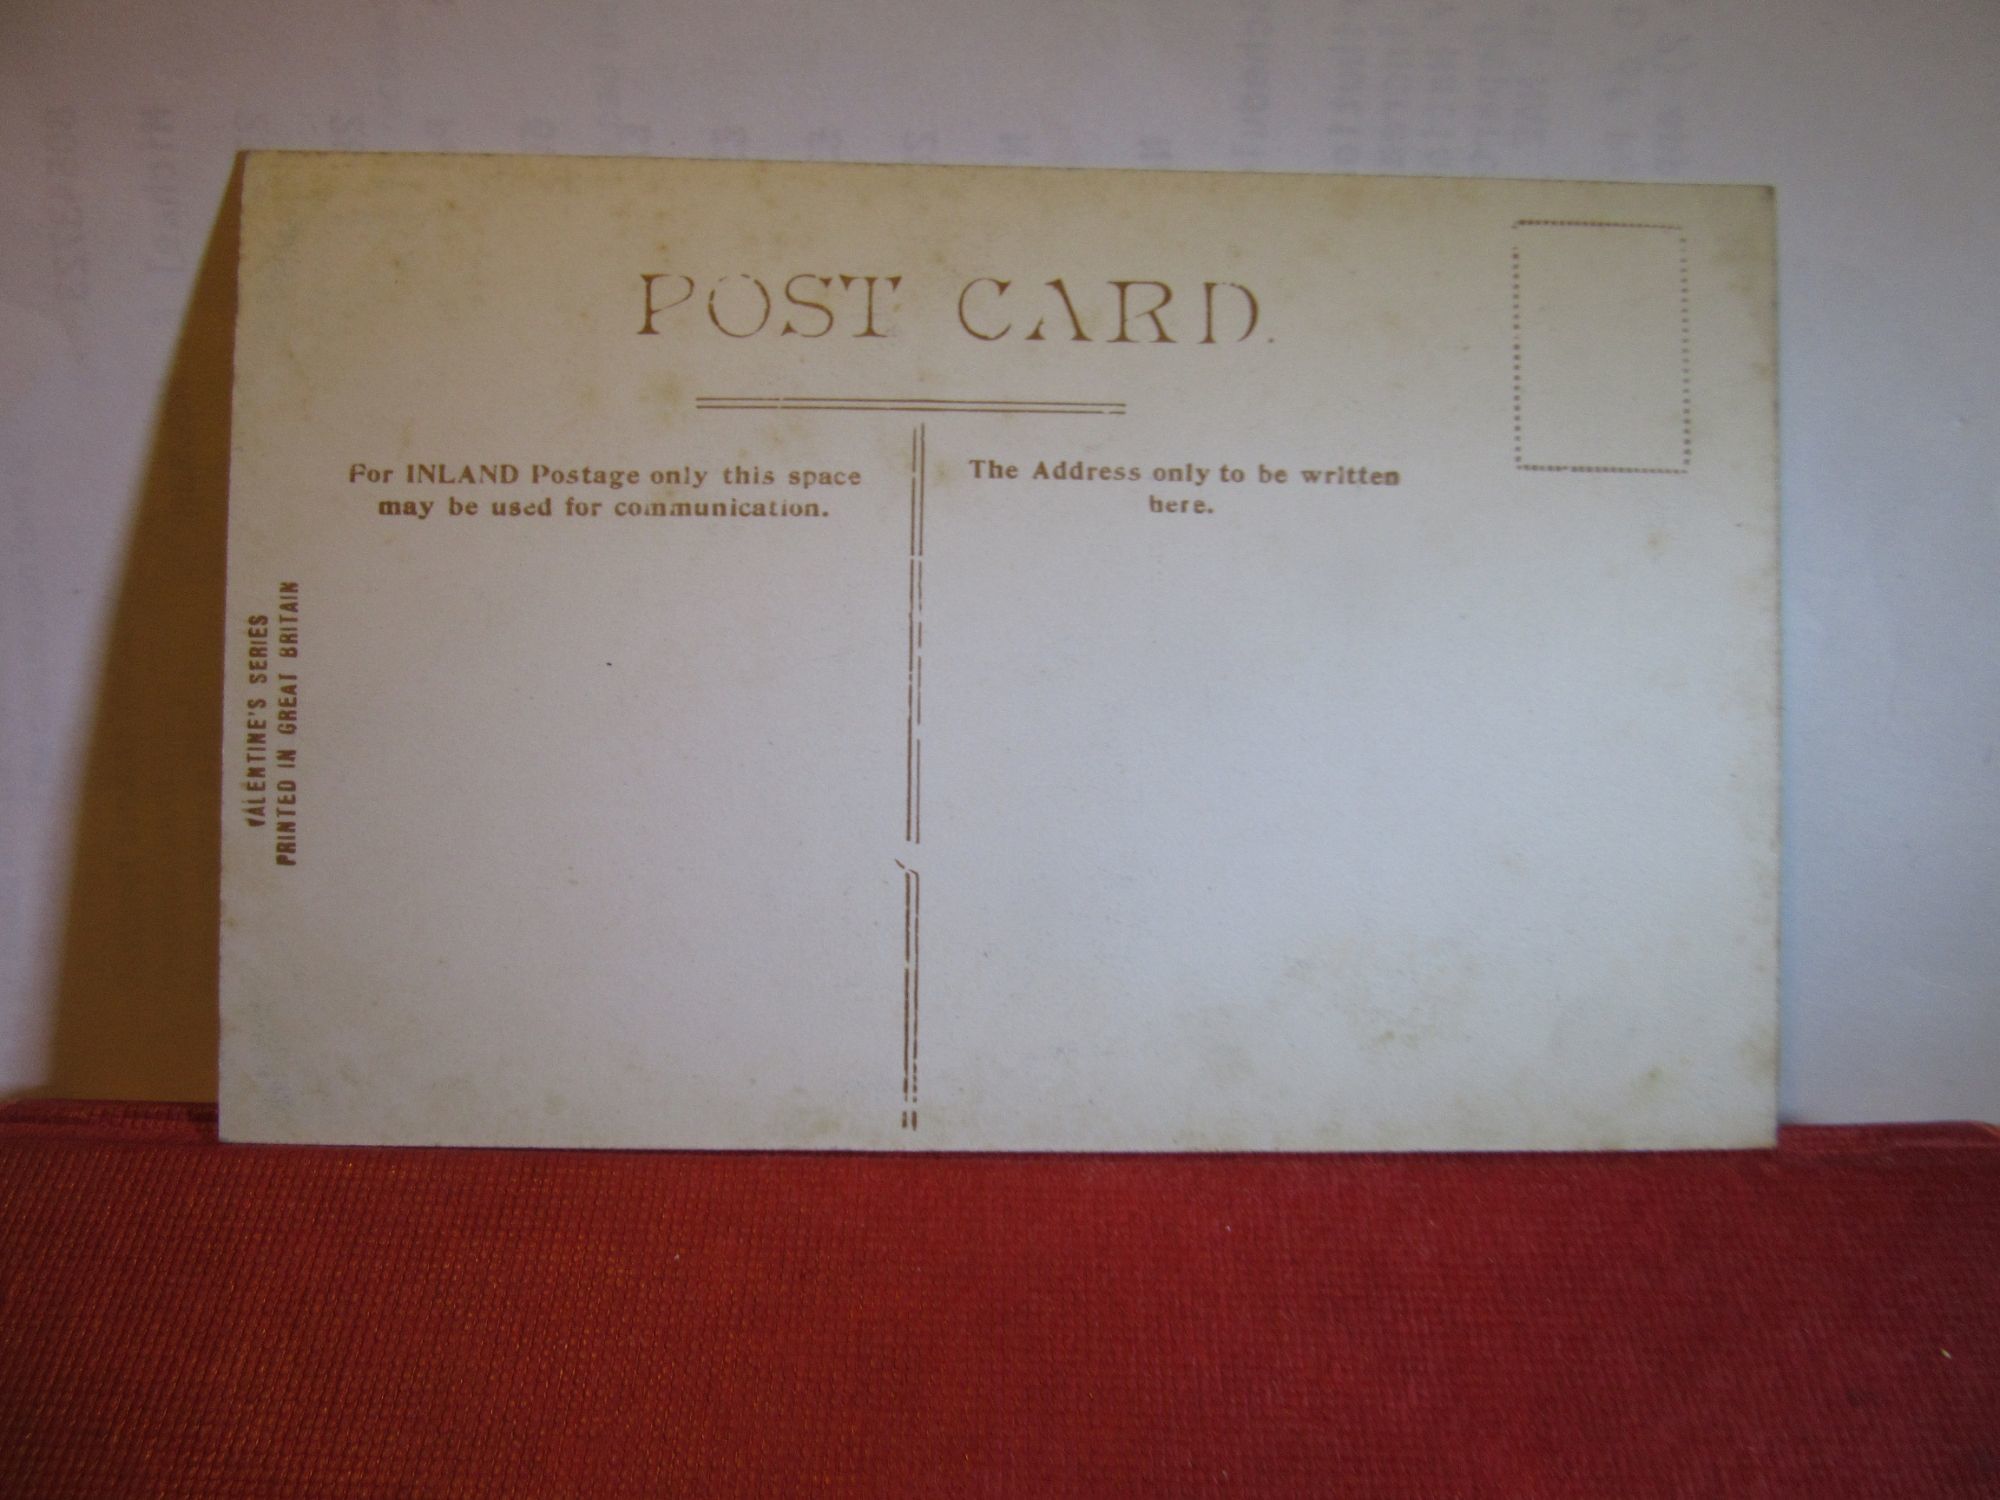 POST CARD.
For INLAND Postage only this space
may be used for communication.
The Address only to be written
here.
VALENTINE'S SERIES
PRINTED IN GREAT BRITAIN